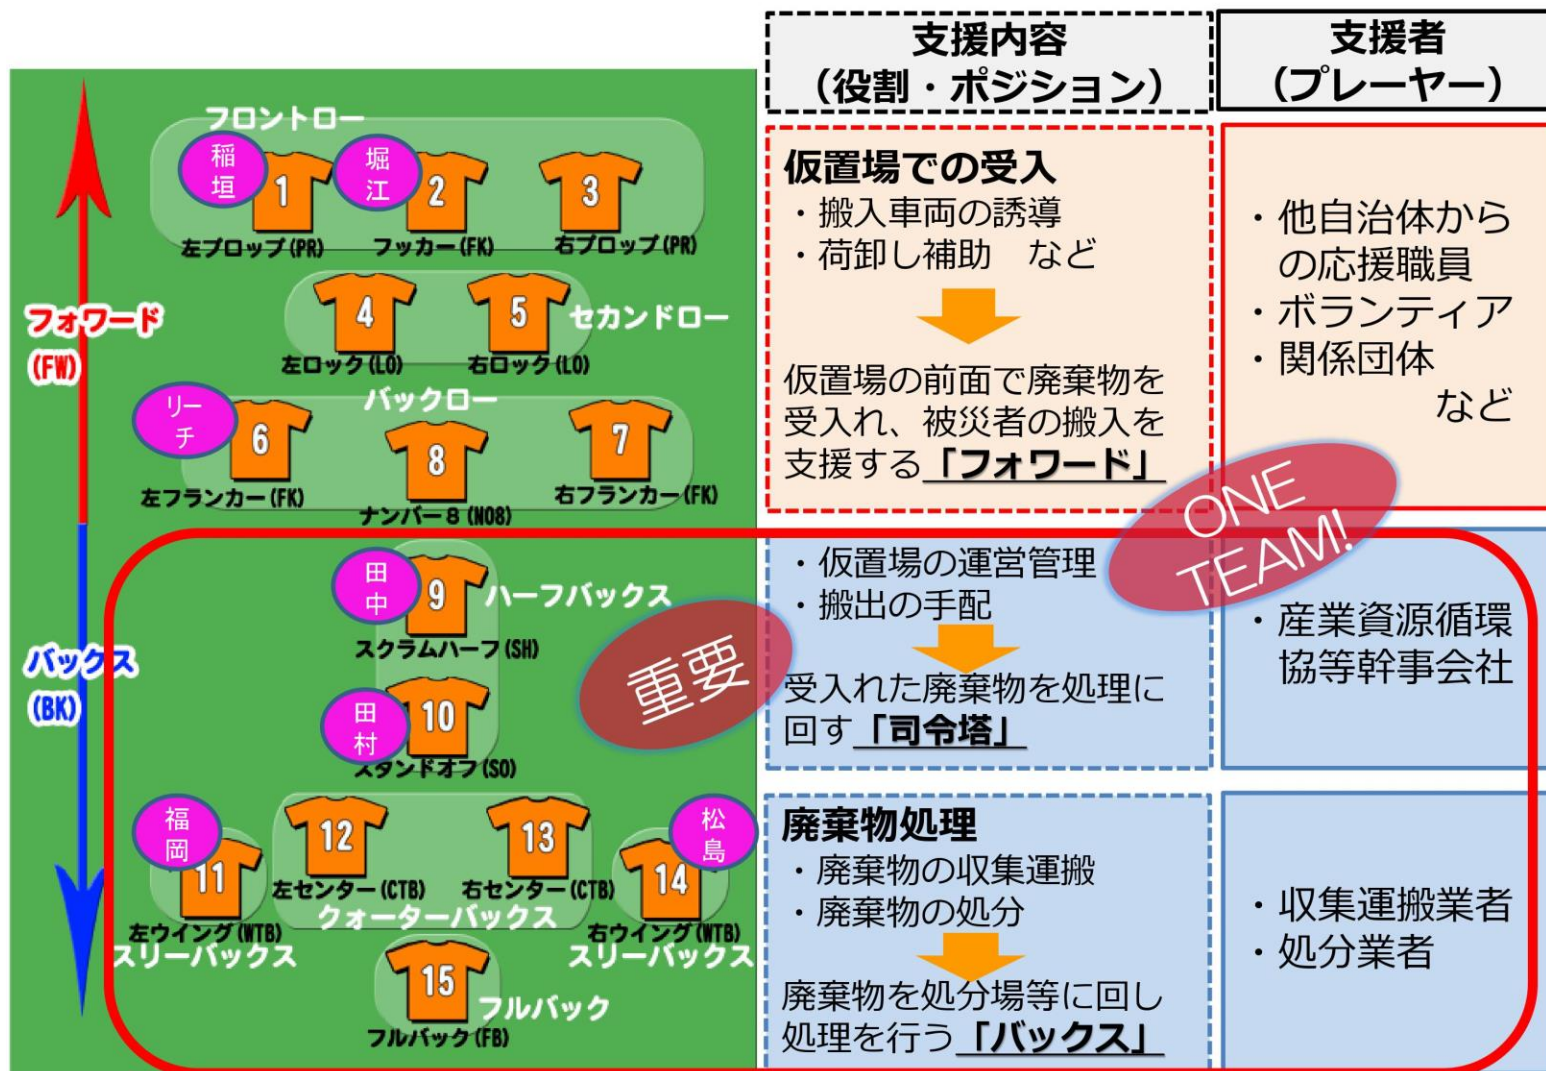 支援内容
（役割・ポジション）
支援者
（プレーヤー）
フロントロー
稲
垣
1
堀
江
2
3
左プロップ(PR)
フッカー(FK)
右プロップ(PR)
4
5
セカンドロー
左ロック(LO)
右ロック(LO)
フォワード
(FW)
バックロー
リー
チ
6
8
7
左フランカー(FK)
ナンバー８(NO8)
右フランカー(FK)
田
中
9
ハーフバックス
スクラムハーフ(SH)
バックス
(BK)
田
村
10
スタンドオフ(SO)
重要
福
岡
11
12
13
松
島
14
左センター(CTB)
右センター(CTB)
クォーターバックス
左ウイング(WTB)
右ウイング(WTB)
スリーバックス
スリーバックス
15
フルバック
フルバック(FB)
仮置場での受入
・搬入車両の誘導
・荷卸し補助　など
仮置場の前面で廃棄物を
受入れ、被災者の搬入を
支援する「フォワード」
・他自治体から
の応援職員
・ボランティア
・関係団体
など
ONE
TEAM!
・仮置場の運営管理
・搬出の手配
受入れた廃棄物を処理に
回す「司令塔」
・産業資源循環
協等幹事会社
廃棄物処理
・廃棄物の収集運搬
・廃棄物の処分
廃棄物を処分場等に回し
処理を行う「バックス」
・収集運搬業者
・処分業者